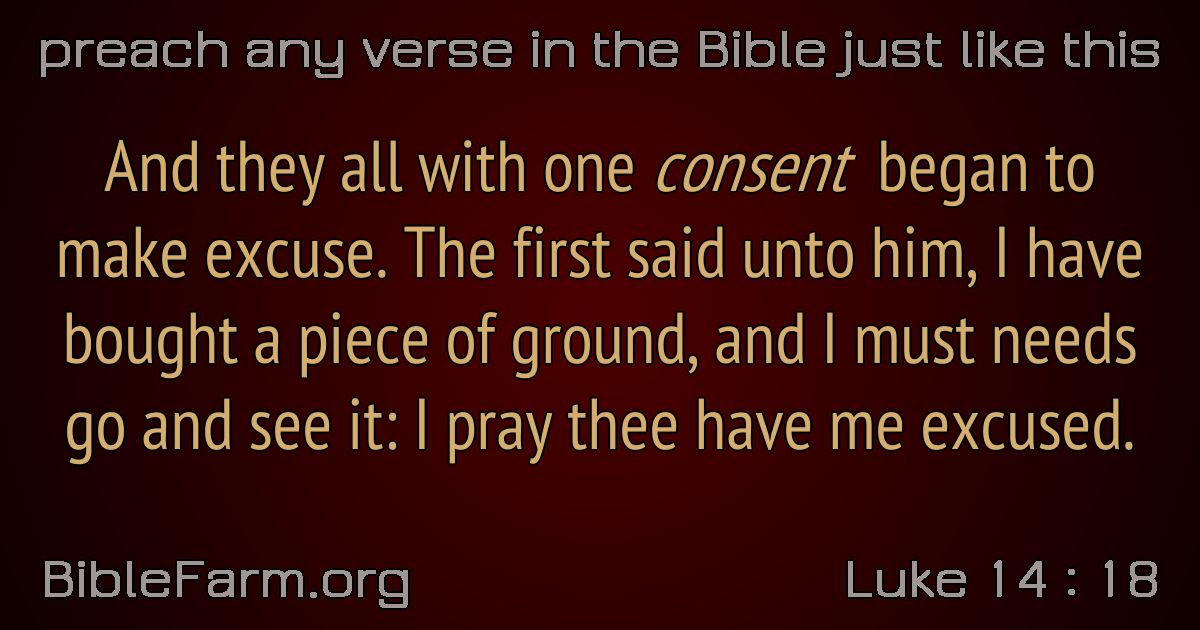 preach any verse in the Bible just like this
And they all with one consent began to
make excuse. The first said unto him, I have
bought a piece of ground, and I must needs
go and see it: I pray thee have me excused.
BibleFarm.org
Luke 14 : 18